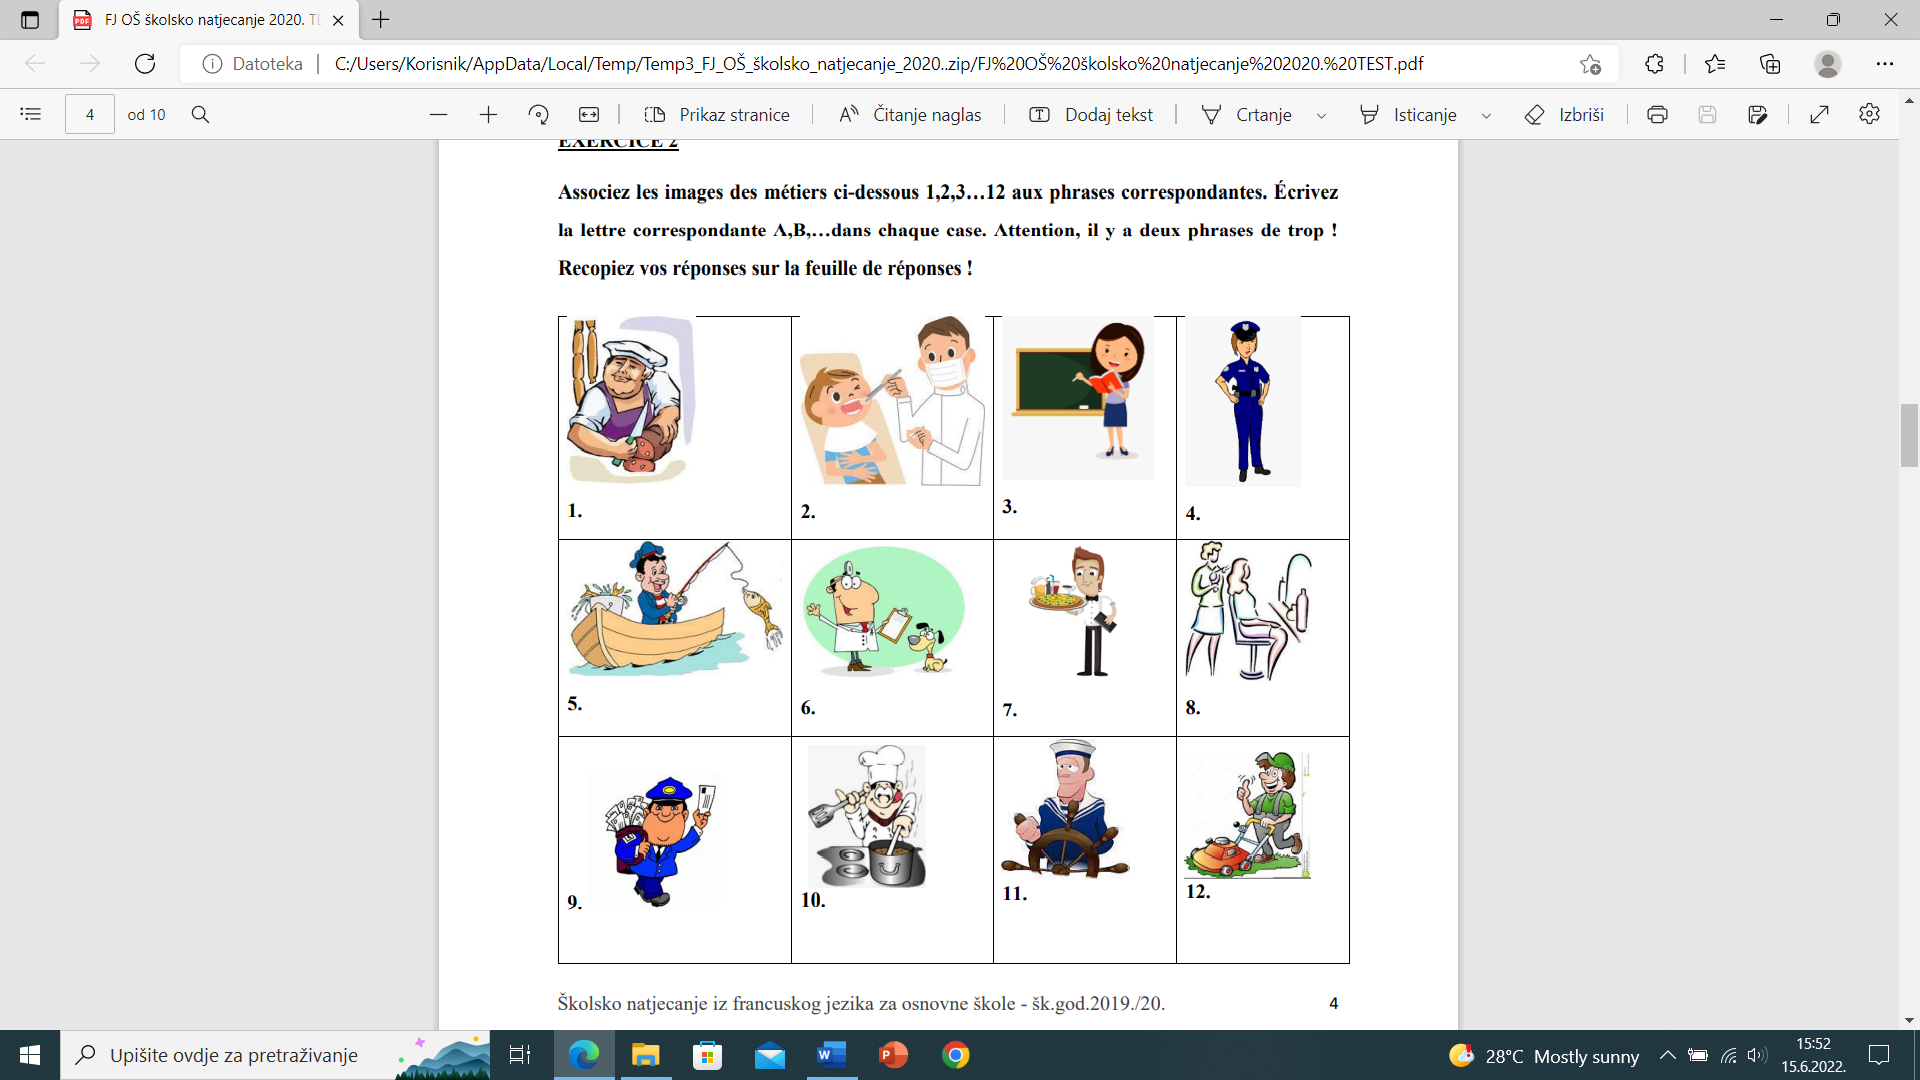 FJ OŠ školsko natjecanje 2020. TE
Datoteka
C:/Users/Korisnik/AppData/Local/Temp/Temp3_FJ_OŠ_školsko_natjecanje_2020..zip/FJ%20OŠ%20školsko%20natjecanje%202020.%20TEST.pdf
4 od 10
Prikaz stranice
Čitanje naglas
Dodaj tekst
Crtanje
Isticanje
Izbriši
EXERCICE 2
Associez les images des métiers ci-dessous 1,2,3…12 aux phrases correspondantes. Écrivez
la lettre correspondante A,B,…dans chaque case. Attention, il y a deux phrases de trop !
Recopiez vos réponses sur la feuille de réponses !
1.
2.
3.
4.
5.
6.
7.
8.
9.
10.
11.
12.
Školsko natjecanje iz francuskog jezika za osnovne škole - šk.god.2019./20.
4
Upišite ovdje za pretraživanje
28°C Mostly sunny
15:52
15.6.2022.